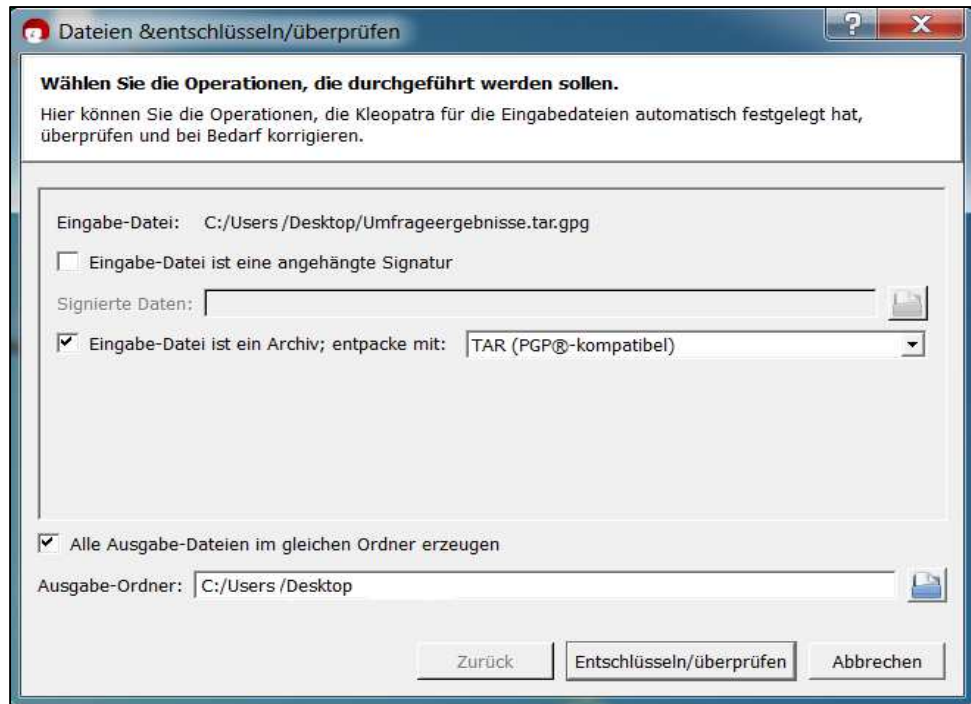 Dateien &entschlüsseln/überprüfen
Wählen Sie die Operationen, die durchgeführt werden sollen.
Hier können Sie die Operationen, die Kleopatra für die Eingabedateien automatisch festgelegt hat,
überprüfen und bei Bedarf korrigieren.
Eingabe-Datei: C:/Users /Desktop/Umfrageergebnisse.tar.gpg
Eingabe-Datei ist eine angehängte Signatur
Signierte Daten:
Eingabe-Datei ist ein Archiv; entpacke mit: TAR (PGP®-kompatibel)
Alle Ausgabe-Dateien im gleichen Ordner erzeugen
Ausgabe-Ordner: C:/Users /Desktop
Zurück Entschlüsseln/überprüfen Abbrechen